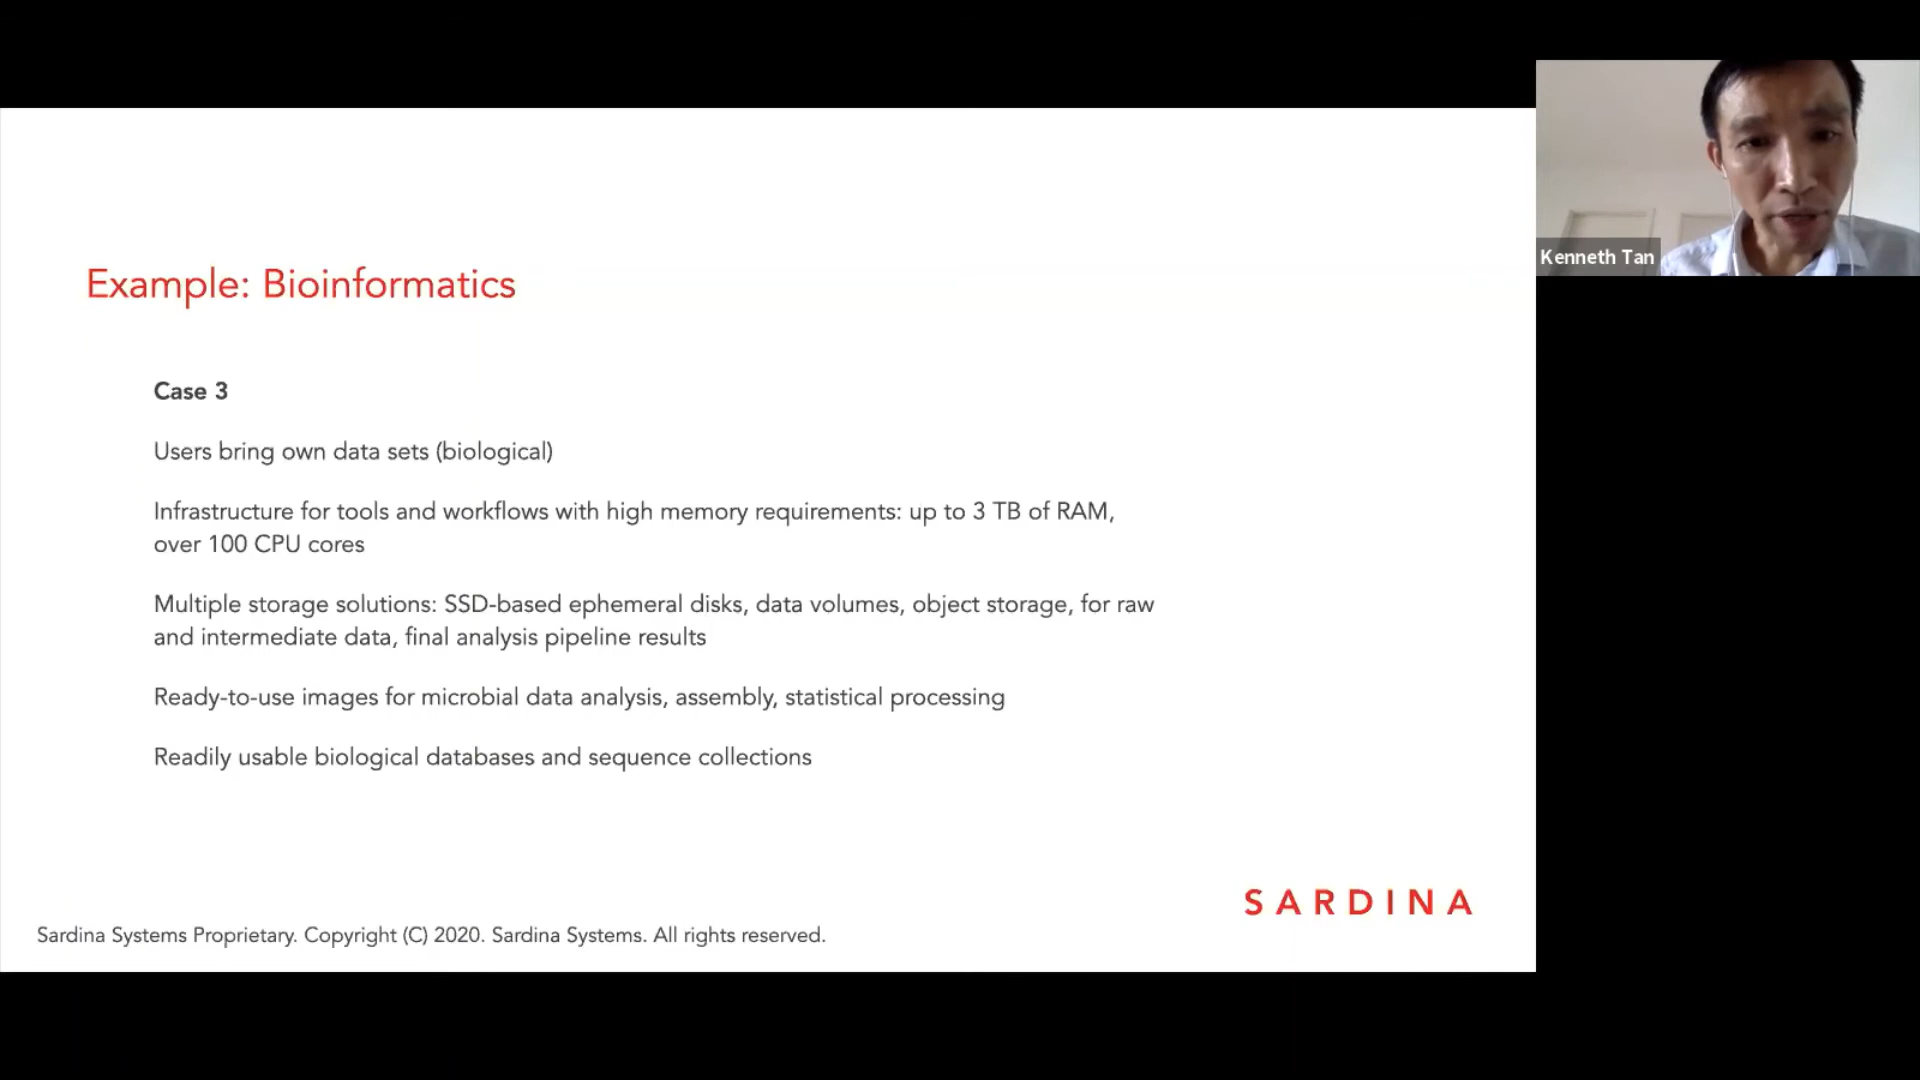 Example: Bioinformatics
Case 3
Users bring own data sets (biological)
Infrastructure for tools and workflows with high memory requirements: up to 3 TB of RAM,
over 100 CPU cores
Multiple storage solutions: SSD-based ephemeral disks, data volumes, object storage, for raw
and intermediate data, final analysis pipeline results
Ready-to-use images for microbial data analysis, assembly, statistical processing
Readily usable biological databases and sequence collections
SARDINA
Sardina Systems Proprietary. Copyright (C) 2020. Sardina Systems. All rights reserved.
Kenneth Tan